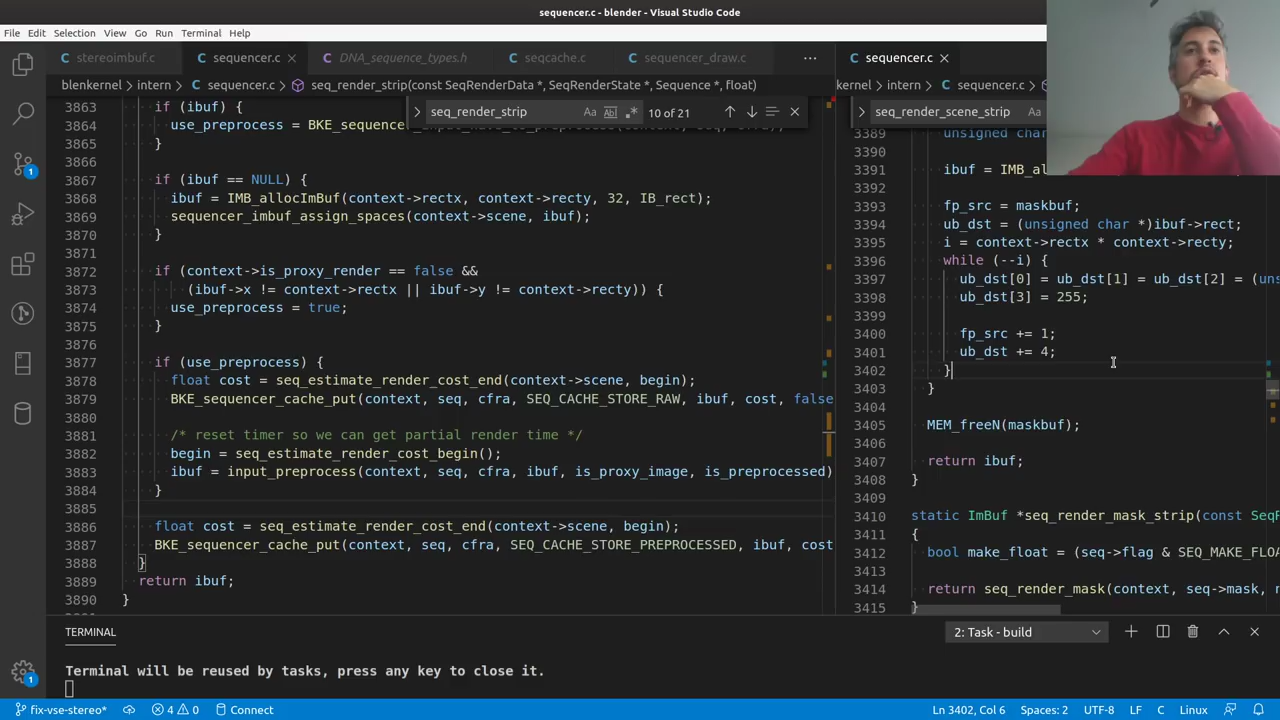 sequencer.c - blender - Visual Studio Code
File Edit Selection View Go Run Terminal Help
stereoimbuf.c
sequencer.c
DNA_sequence_types.h
seqcache.c
sequencer_draw.c
blenkernel > intern > sequencer.c > seq_render_strip(const SeqRenderData *, SeqRenderState *, Sequence *, float)
seq_render_strip
10 of 21
3863 if (ibuf) {
3864 use_preprocess =
3865 }
3866
3867 if (ibuf == NULL) {
3868 ibuf = IMB_allocImBuf(context->rectx, context->recty, 32, IB_rect);
3869 sequencer_imbuf_assign_spaces(context->scene, ibuf);
3870 }
3871
3872 if (context->is_proxy_render == false &&
3873 (ibuf->x != context->rectx || ibuf->y != context->recty)) {
3874 use_preprocess = true;
3875 }
3876
3877 if (use_preprocess) {
3878 float cost = seq_estimate_render_cost_end(context->scene, begin);
3879 BKE_sequencer_cache_put(context, seq, cfra, SEQ_CACHE_STORE_RAW, ibuf, cost, false
3880
3881 /* reset timer so we can get partial render time */
3882 begin = seq_estimate_render_cost_begin();
3883 ibuf = input_preprocess(context, seq, cfra, ibuf, is_proxy_image, is_preprocessed)
3884 }
3885
3886 float cost = seq_estimate_render_cost_end(context->scene, begin);
3887 BKE_sequencer_cache_put(context, seq, cfra, SEQ_CACHE_STORE_PREPROCESSED, ibuf, cost
3888 }
3889 return ibuf;
3890 }
sequencer.c
kernel > intern > sequencer.c >
seq_render_scene_strip
3389 unsigned char
3390
3391 ibuf =
3392
3393 fp_src = maskbuf;
3394 ub_dst = (unsigned char *)ibuf->rect;
3395 i = context->rectx * context->recty;
3396 while (--i) {
3397 ub_dst[0] = ub_dst[1] = ub_dst[2] = (uns
3398 ub_dst[3] = 255;
3399
3400 fp_src += 1;
3401 ub_dst += 4;
3402 }
3403 }
3404
3405 MEM_freeN(maskbuf);
3406
3407 return ibuf;
3408 }
3409
3410 static ImBuf *seq_render_mask_strip(const SeqR
3411 {
3412 bool make_float = (seq->flag & SEQ_MAKE_FLOA
3413
3414 return seq_render_mask(context, seq->mask, n
3415 }
TERMINAL
2: Task - build
Terminal will be reused by tasks, press any key to close it.
fix-vse-stereo* 4 0 Connect
Ln 3402, Col 6 Spaces: 2 UTF-8 LF C Linux